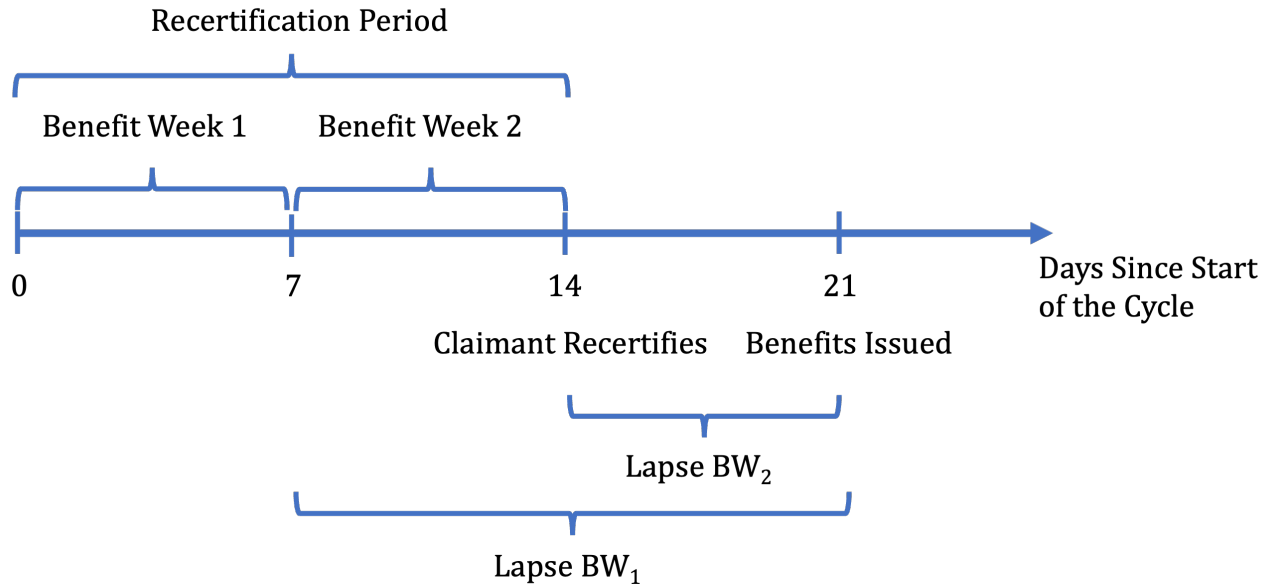 Recertification Period
Benefit Week 1
Benefit Week 2
0
7
14
21
Days Since Start
of the Cycle
Claimant Recertifies
Benefits Issued
Lapse BW₂
Lapse BW₁